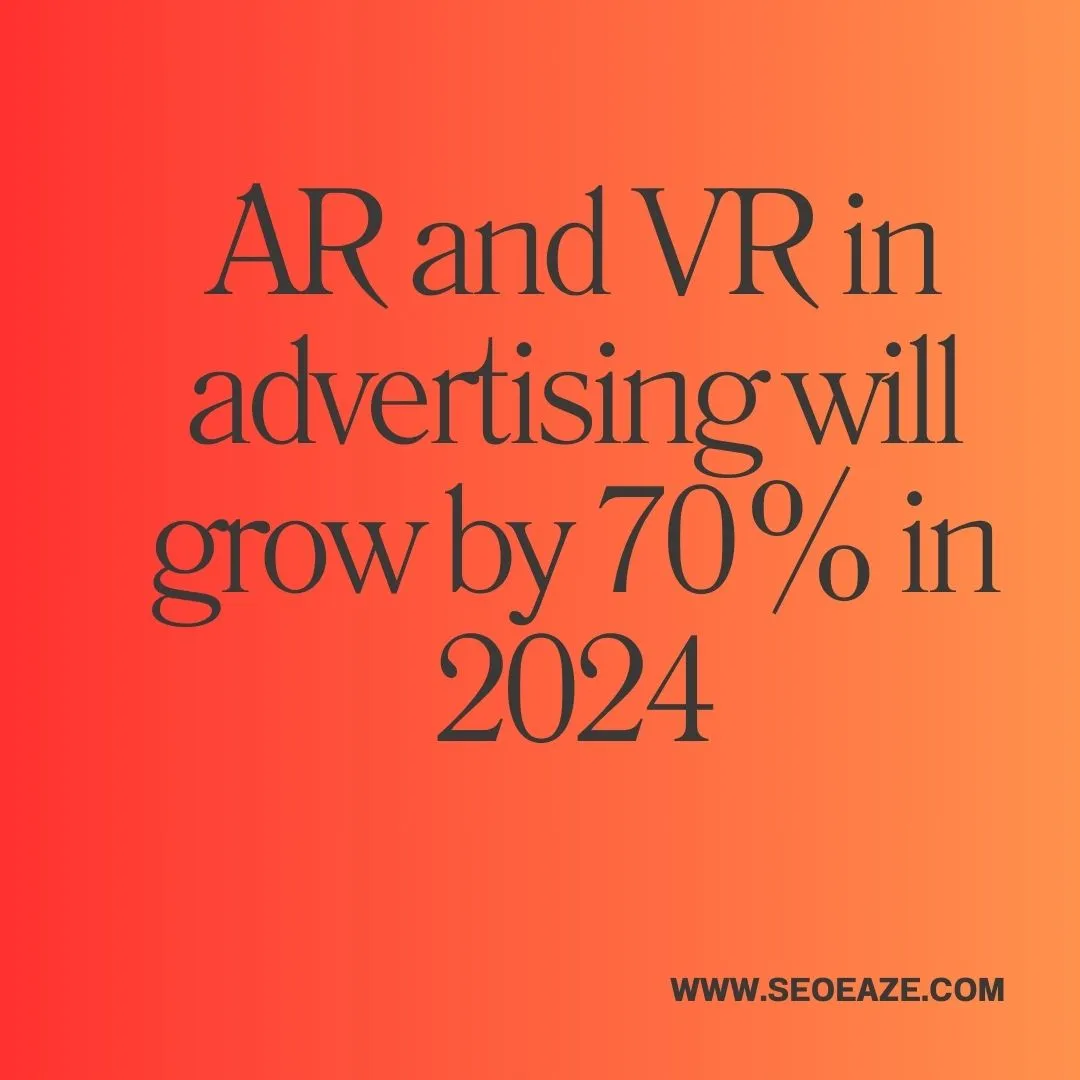 AR and VR in
advertising will
grow by 70% in
2024
WWW.SEOEAZE.COM